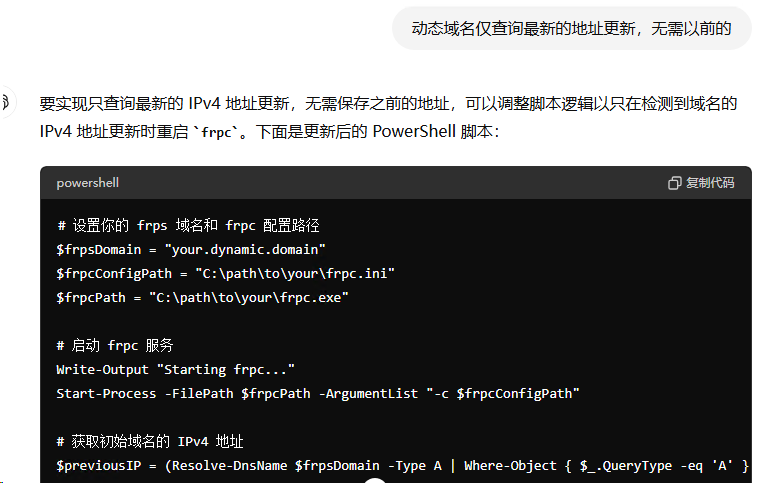 动态域名仅查询最新的地址更新，无需以前的
要实现只查询最新的 IPv4 地址更新，无需保存之前的地址，可以调整脚本逻辑以只在检测到域名的
IPv4 地址更新时重启 `frpc`。下面是更新后的 PowerShell 脚本：
powershell
复制代码
# 设置你的 frps 域名和 frpc 配置路径
$frpsDomain = "your.dynamic.domain"
$frpcConfigPath = "C:\path\to\your\frpc.ini"
$frpcPath = "C:\path\to\your\frpc.exe"
# 启动 frpc 服务
Write-Output "Starting frpc..."
Start-Process -FilePath $frpcPath -ArgumentList "-c $frpcConfigPath"
# 获取初始域名的 IPv4 地址
$previousIP = (Resolve-DnsName $frpsDomain -Type A | Where-Object { $_.QueryType -eq 'A' }